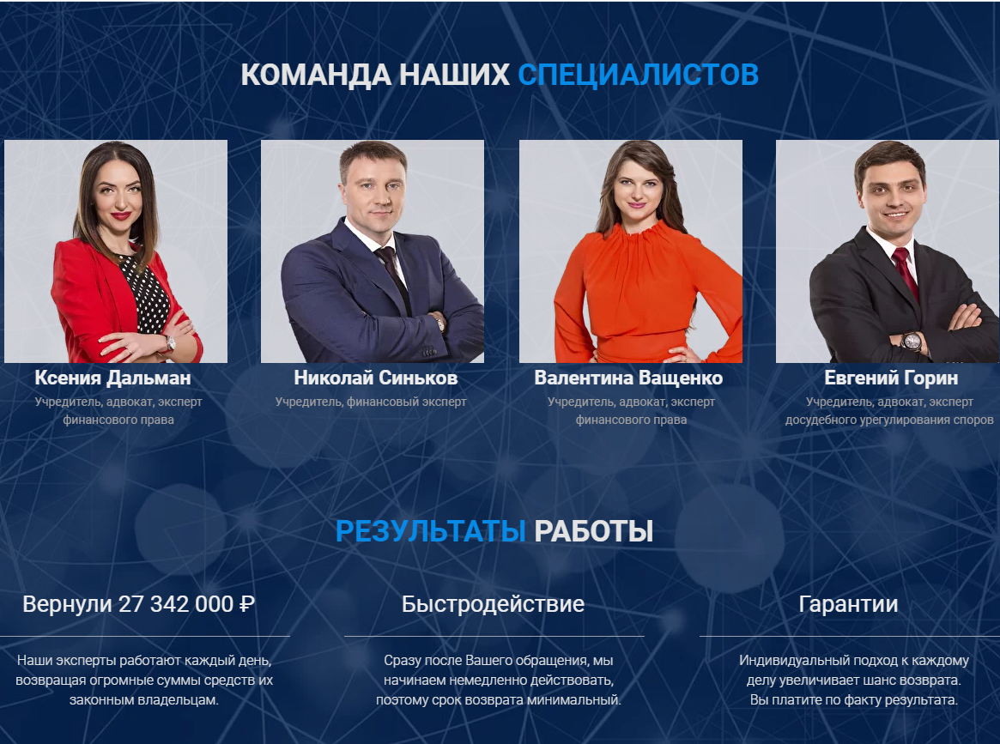 КОМАНДА НАШИХ СПЕЦИАЛИСТОВ
Ксения Дальман
Учредитель, адвокат, эксперт
финансового права
Николай Синьков
Учредитель, финансовый эксперт
Валентина Ващенко
Учредитель, адвокат, эксперт
финансового права
Евгений Горин
Учредитель, адвокат, эксперт
досудебного урегулирования споров
РЕЗУЛЬТАТЫ РАБОТЫ
Вернули 27 342 000 ₽
Наши эксперты работают каждый день,
возвращая огромные суммы средств их
законным владельцам.
Быстродействие
Сразу после Вашего обращения, мы
начинаем немедленно действовать,
поэтому срок возврата минимальный.
Гарантии
Индивидуальный подход к каждому
делу увеличивает шанс возврата.
Вы платите по факту результата.